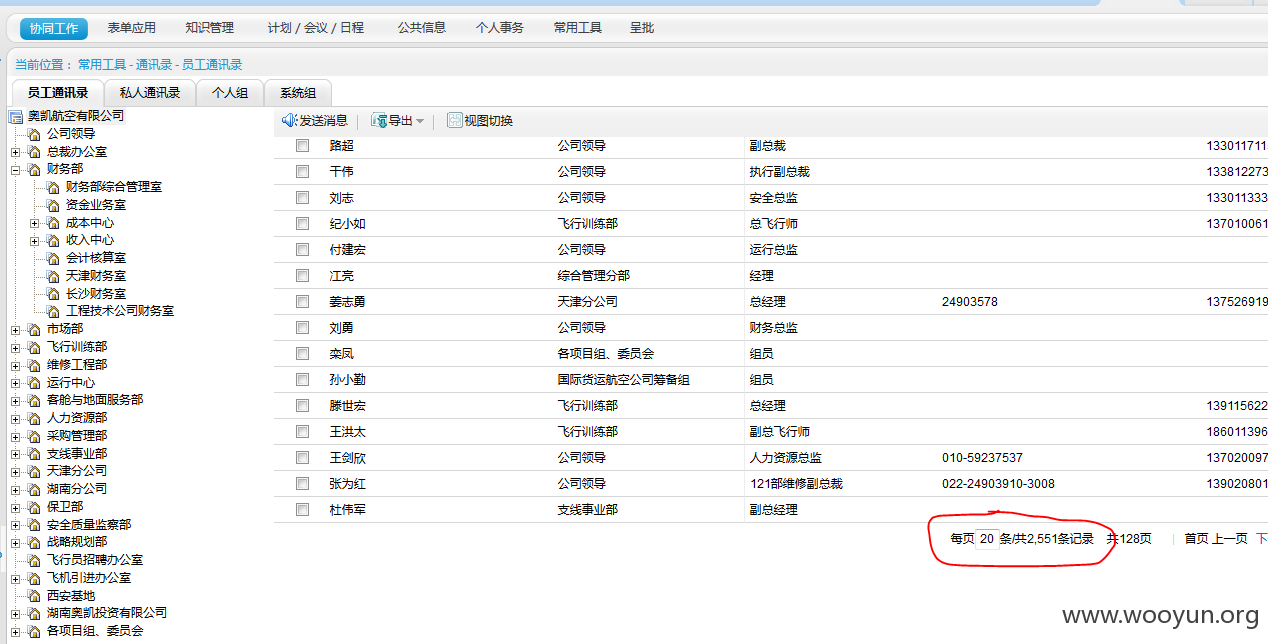 协同工作 表单应用 知识管理 计划 / 会议 / 日程 公共信息 个人事务 常用工具 呈批
当前位置： 常用工具 - 通讯录 - 员工通讯录
员工通讯录 私人通讯录 个人组 系统组
奥凯航空有限公司
公司领导
总裁办公室
财务部
财务部综合管理室
资金业务室
成本中心
收入中心
会计核算室
天津财务室
长沙财务室
工程技术公司财务室
市场部
飞行训练部
维修工程部
运行中心
客舱与地面服务部
人力资源部
采购管理部
支线事业部
天津分公司
湖南分公司
保卫部
安全质量监察部
战略规划部
飞行员招聘办公室
飞机引进办公室
西安基地
湖南奥凯投资有限公司
各项目组、委员会
发送消息 导出 视图切换
路超 公司领导 副总裁 133011711
干伟 公司领导 执行副总裁 133812273
刘志 公司领导 安全总监 133011333
纪小如 飞行训练部 总飞行师 137010061
付建宏 公司领导 运行总监
江亮 综合管理分部 经理
姜志勇 天津分公司 总经理 24903578 137526919
刘勇 公司领导 财务总监
栾凤 各项目组、委员会 组员
孙小勤 国际货运航空公司筹备组 组员
滕世宏 飞行训练部 总经理 139115622
王洪太 飞行训练部 副总飞行师 186011396
王剑欣 公司领导 人力资源总监 010-59237537 137020097
张为红 公司领导 121部维修副总裁 022-24903910-3008 139020801
杜伟军 支线事业部 副总经理
每页 20 条/共2,551条记录 共128页 首页 上一页 下
www.wooyun.org